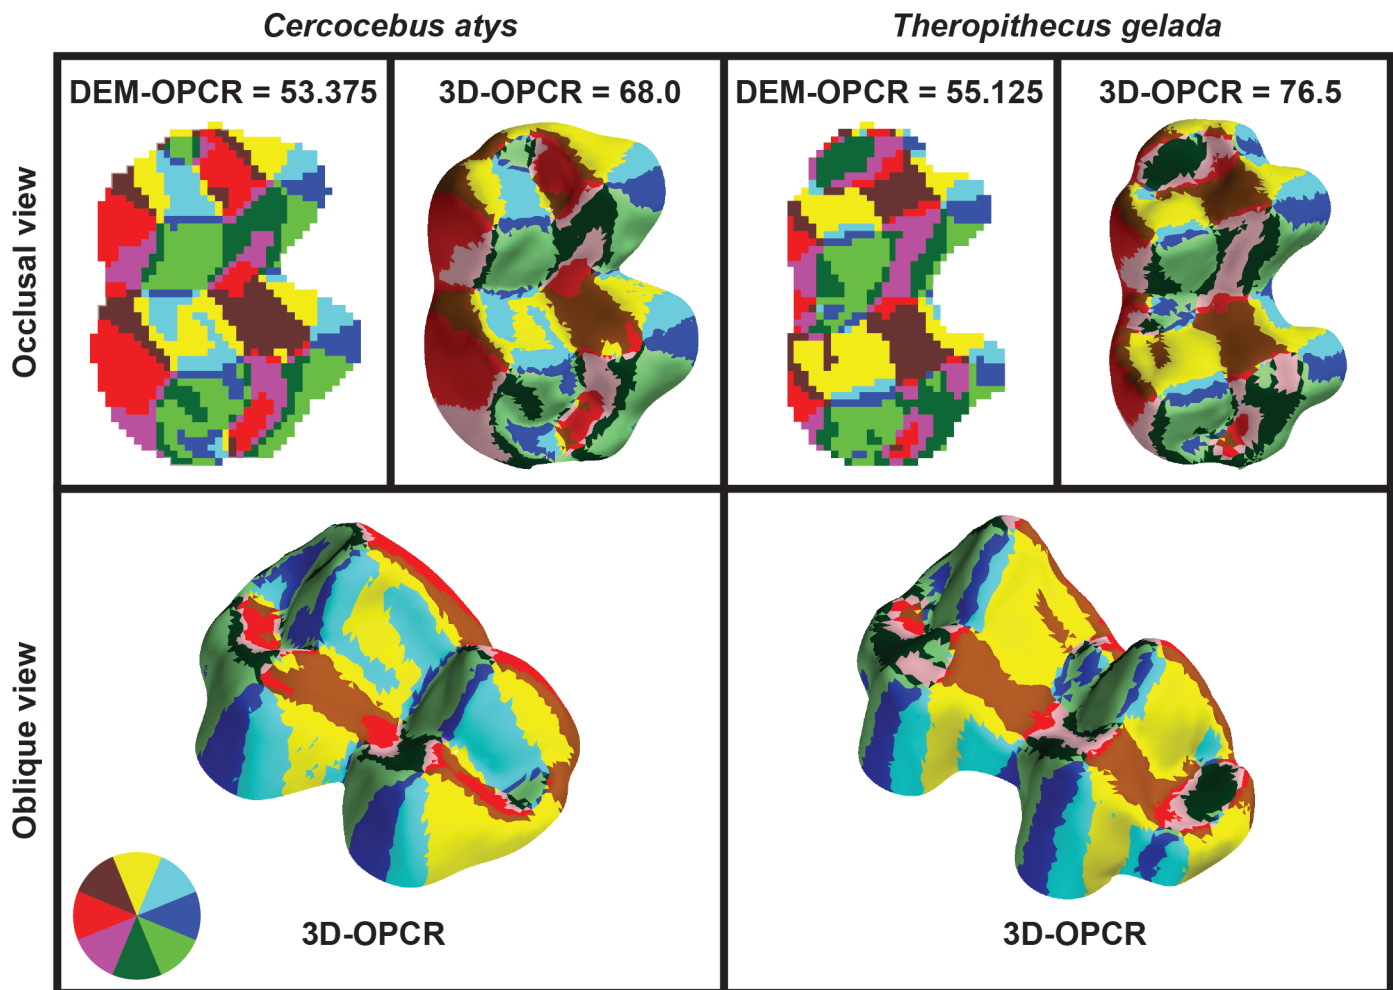 Cercocebus atys
Theropithecus gelada
DEM-OPCR = 53.375
3D-OPCR = 68.0
DEM-OPCR = 55.125
3D-OPCR = 76.5
Occlusal view
Oblique view
3D-OPCR
3D-OPCR